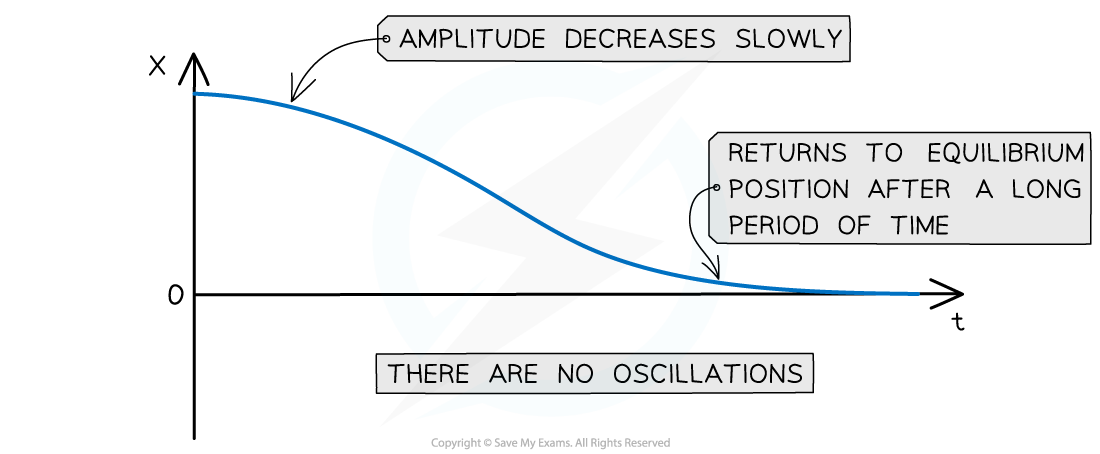 AMPLITUDE DECREASES SLOWLY
X
RETURNS TO EQUILIBRIUM
POSITION AFTER A LONG
PERIOD OF TIME
0
t
THERE ARE NO OSCILLATIONS
Copyright © Save My Exams. All Rights Reserved